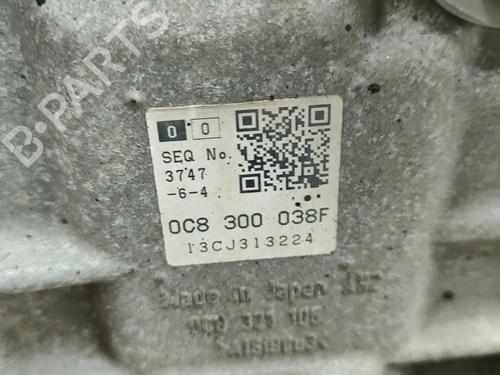 B-PARTS
0 0
SEQ No.
3747
-6-4
0C8 300 038F
13CJ313224
Made in Japan